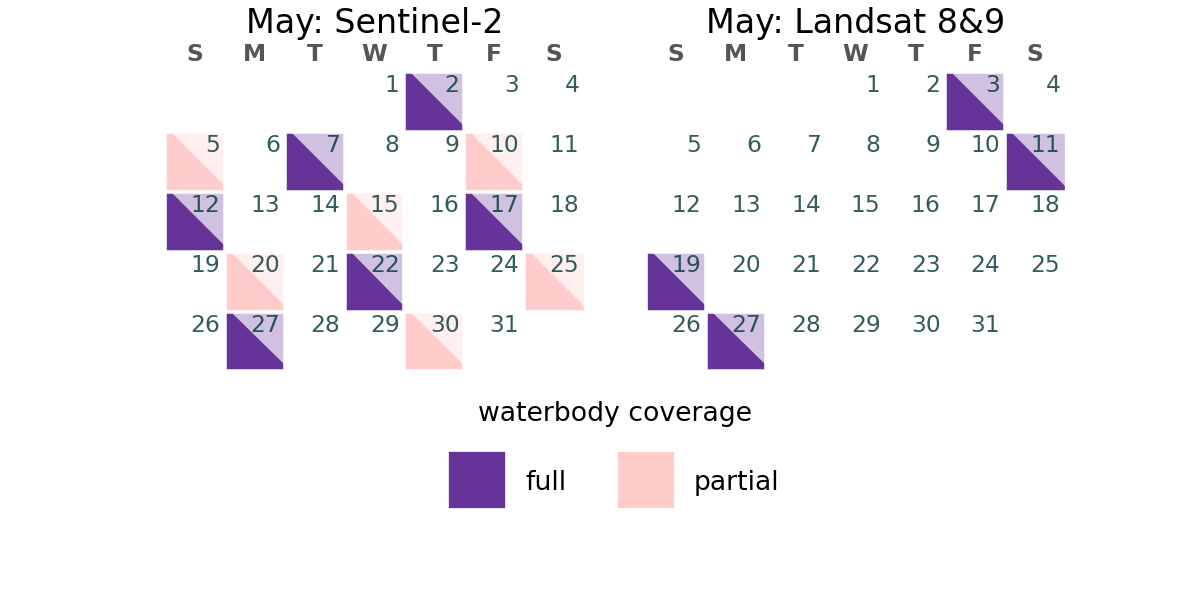 May: Sentinel-2
S M T W T F S
1 2 3 4
5 6 7 8 9 10 11
12 13 14 15 16 17 18
19 20 21 22 23 24 25
26 27 28 29 30 31
May: Landsat 8&9
S M T W T F S
1 2 3 4
5 6 7 8 9 10 11
12 13 14 15 16 17 18
19 20 21 22 23 24 25
26 27 28 29 30 31
waterbody coverage
full
partial